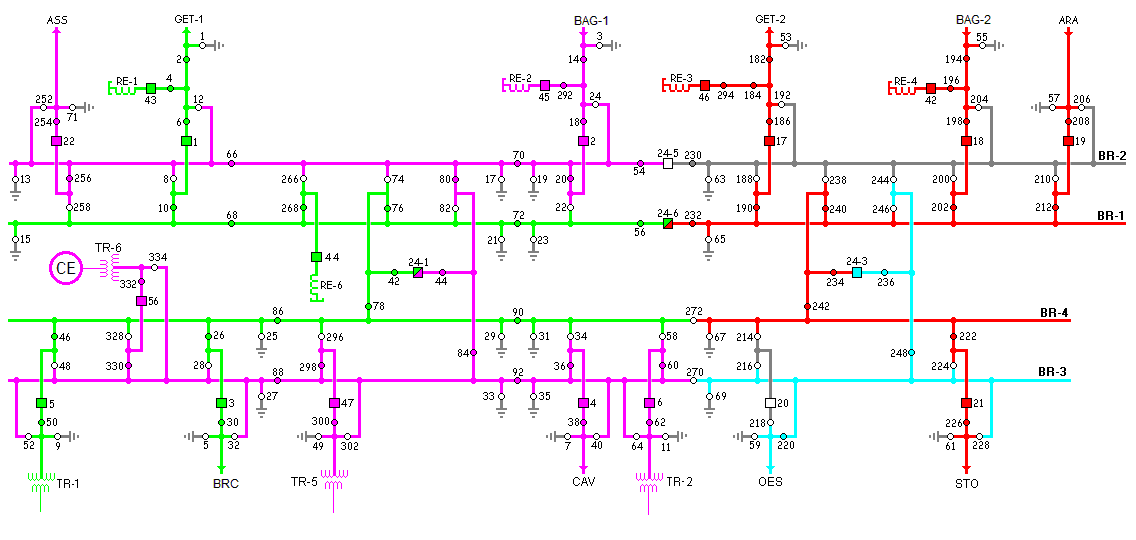 ASS GET-1 BAG-1 GET-2 BAG-2 ARA
1 3 53 55
2 14 182 194
RE-1 4 RE-2 RE-3 RE-4 196
43 45 292 46 294 184 42
252 71 12 24 192 204 57 206
254 6 18 186 198 208
22 1 2 17 18 19
66 70 24-5 230 BR-2
54
13 256 8 266 74 80 17 19 20 63 188 238 244 200 210
258 10 268 76 82 22 190 240 246 202 212
68 72 24-6 232 BR-1
56
15 21 23 65
TR-6 334 44 24-1 24-3
CE 332 42 44 234 236
56 RE-6
78 242
86 90 272 BR-4
46 328 26 25 296 29 31 34 58 67 214 222
84 248
48 330 28 298 36 60 216 224
88 92 270 BR-3
27 33 35 69
5 3 47 4 6 20 21
50 30 300 38 62 218 226
52 9 5 32 49 302 7 40 64 11 59 220 61 228
TR-1 BRC TR-5 CAV TR-2 OES STO